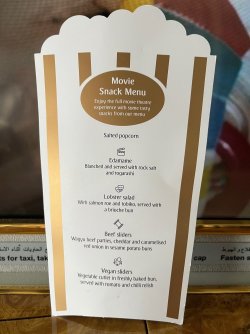 Movie
Snack Menu
Enjoy the full movie theatre
experience with some tasty
snacks from our menu
Salted popcorn
Edamame
Blanched and served with rock salt
and togarashi
Lobster salad
With salmon roe and tobiko, served with
a brioche bun
Beef sliders
Wagyu beef patties, cheddar and caramelised
red onion in sesame potato buns
Vegan sliders
Vegetable cutlet in freshly baked bun,
served with tomato and chilli relish
ts for taxi, tak
cap
Fasten s